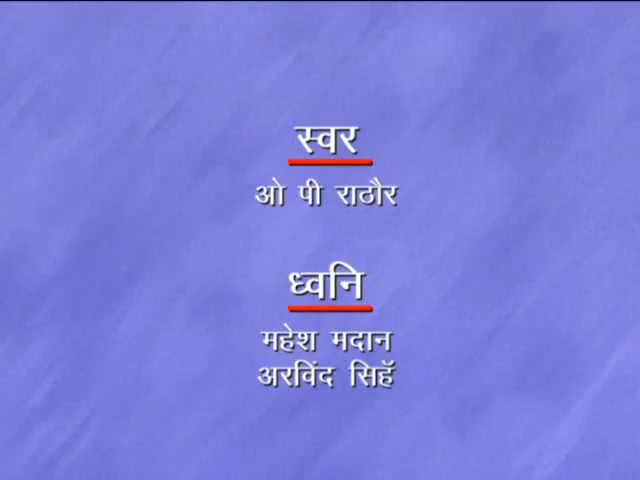 स्वर
ओ पी राठौर
ध्वनि
महेश मदान
अरविंद सिहॅ